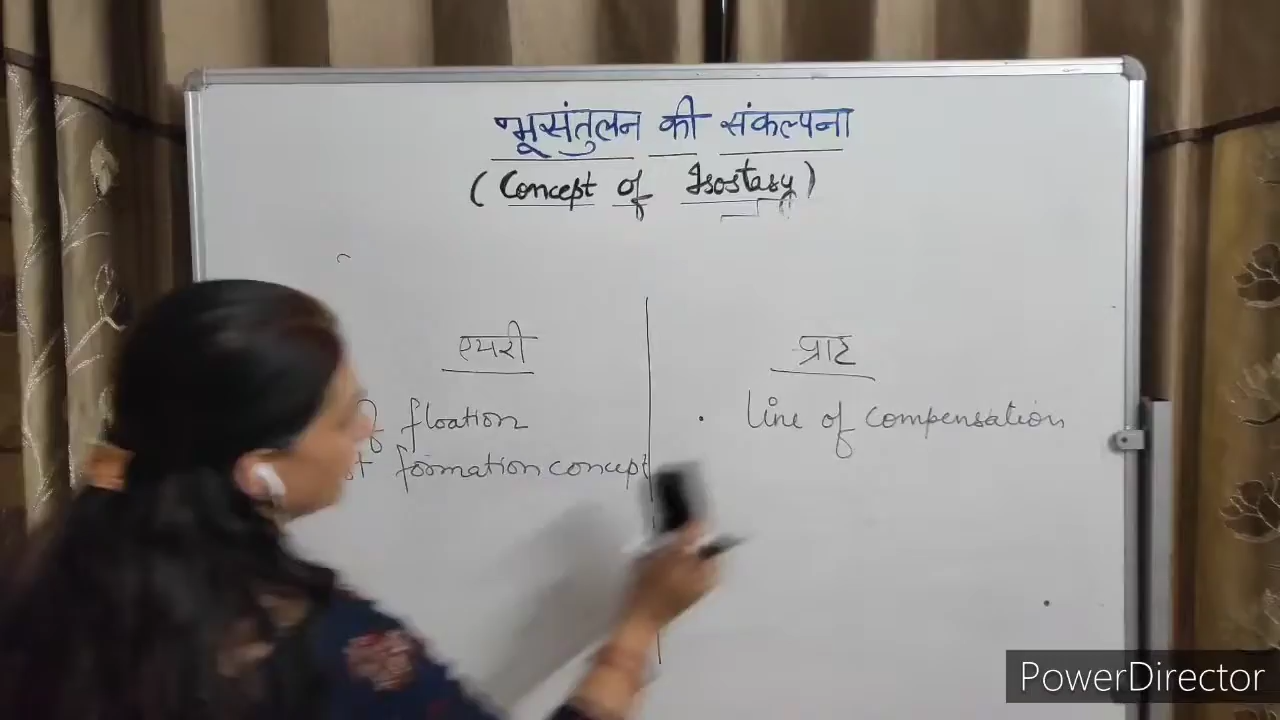 भूसंतुलन की संकल्पना
(Concept of Isostasy)
एयरी
floation
formation concept
प्राट
. line of compensation
PowerDirector